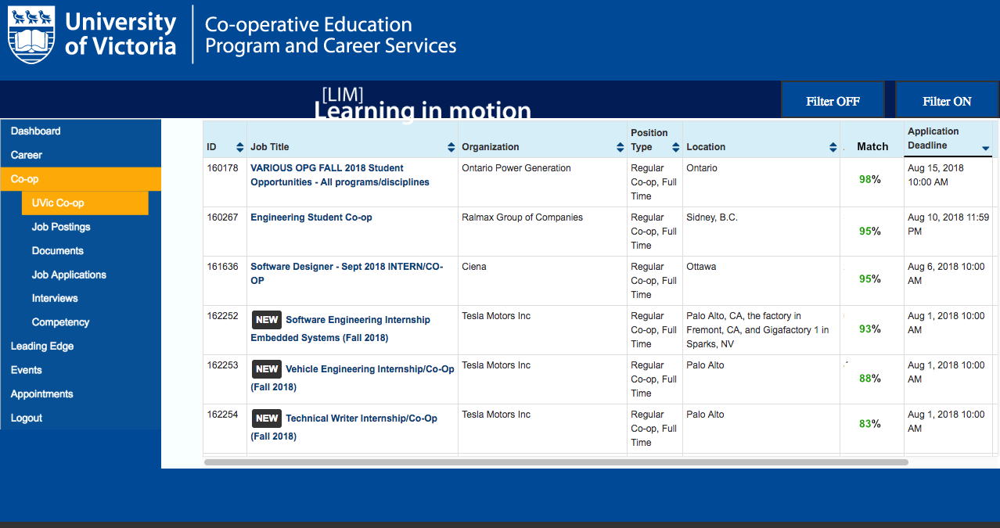 University
of Victoria
Co-operative Education
Program and Career Services
[LIM]
Learning in motion
Filter OFF
Filter ON
Dashboard
Career
Co-op
UVic Co-op
Job Postings
Documents
Job Applications
Interviews
Competency
Leading Edge
Events
Appointments
Logout
ID Job Title Organization Position Type Location Match Application Deadline
160178 VARIOUS OPG FALL 2018 Student Ontario Power Generation Regular Ontario 98% Aug 15, 2018
Opportunities - All programs/disciplines Co-op, Full 10:00 AM
Time
160267 Engineering Student Co-op Ralmax Group of Companies Regular Sidney, B.C. 95% Aug 10, 2018 11:59
Co-op, Full PM
Time
161636 Software Designer - Sept 2018 INTERN/CO- Ciena Regular Ottawa 95% Aug 6, 2018 10:00
OP Co-op, Full AM
Time
162252 NEW Software Engineering Internship Tesla Motors Inc Regular Palo Alto, CA, the factory in 93% Aug 1, 2018 10:00
Embedded Systems (Fall 2018) Co-op, Full Fremont, CA, and Gigafactory 1 in AM
Time Sparks, NV
162253 NEW Vehicle Engineering Internship/Co-Op Tesla Motors Inc Regular Palo Alto 88% Aug 1, 2018 10:00
(Fall 2018) Co-op, Full AM
Time
162254 NEW Technical Writer Internship/Co-Op Tesla Motors Inc Regular Palo Alto 83% Aug 1, 2018 10:00
(Fall 2018) Co-op, Full AM
Time